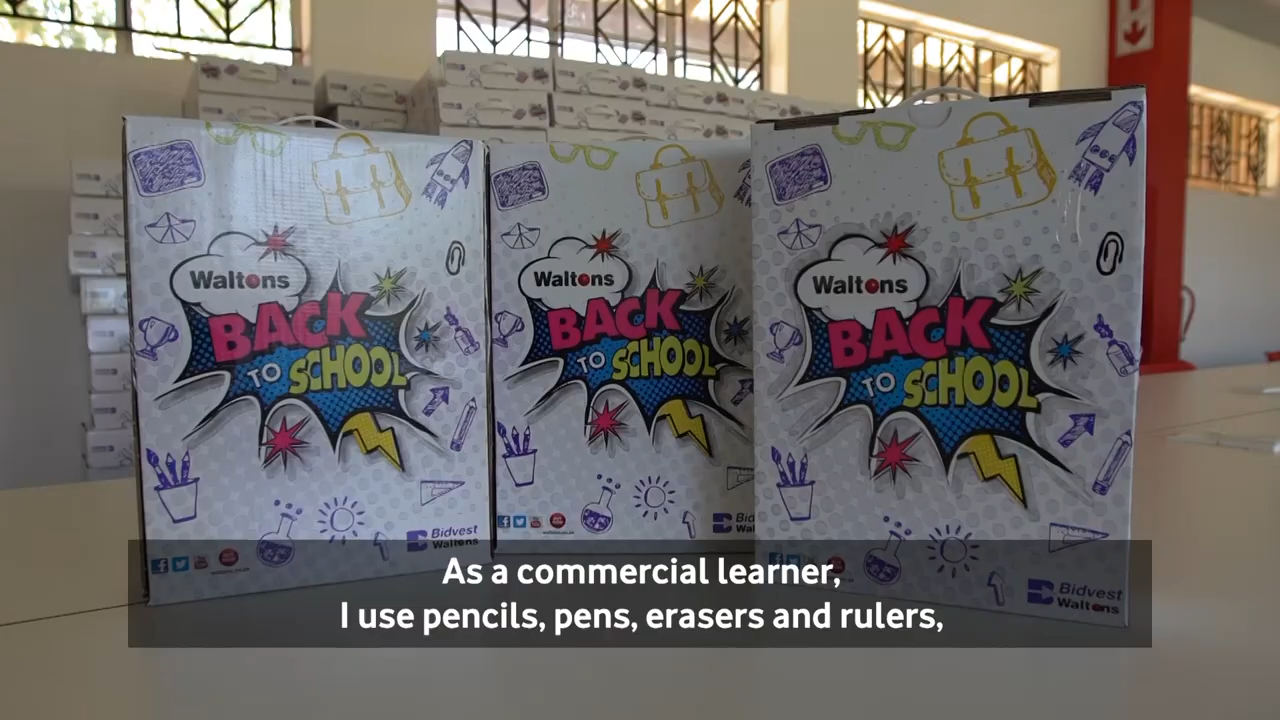 Waltons
BACK
TO SCHOOL
Bidvest
Waltons
Waltons
BACK
TO SCHOOL
Waltons
BACK
TO SCHOOL
Bidvest
Waltons
As a commercial learner,
I use pencils, pens, erasers and rulers,